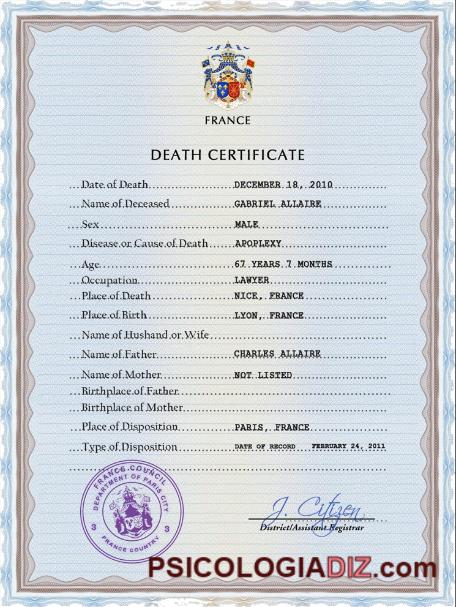 FRANCE
DEATH CERTIFICATE
Date of Death DECEMBER 18, 2010
Name of Deceased GABRIEL ALLAIRE
Sex MALE
Disease or Cause of Death APOPLEXY
Age 67 YEARS 7 MONTHS
Occupation LAWYER
Place of Death NICE, FRANCE
Place of Birth LYON, FRANCE
Name of Husband or Wife
Name of Father CHARLES ALLAIRE
Name of Mother NOT LISTED
Birthplace of Father
Birthplace of Mother
Place of Disposition PARIS, FRANCE
Type of Disposition DATE OF RECORD FEBRUARY 24, 2011
FRANCE COUNCIL
DEPARTMENT OF PARIS CITY
3 3
FRANCE COUNTRY
J. Citizen
District/Assistant Registrar
PSICOLOGIADIZ.com